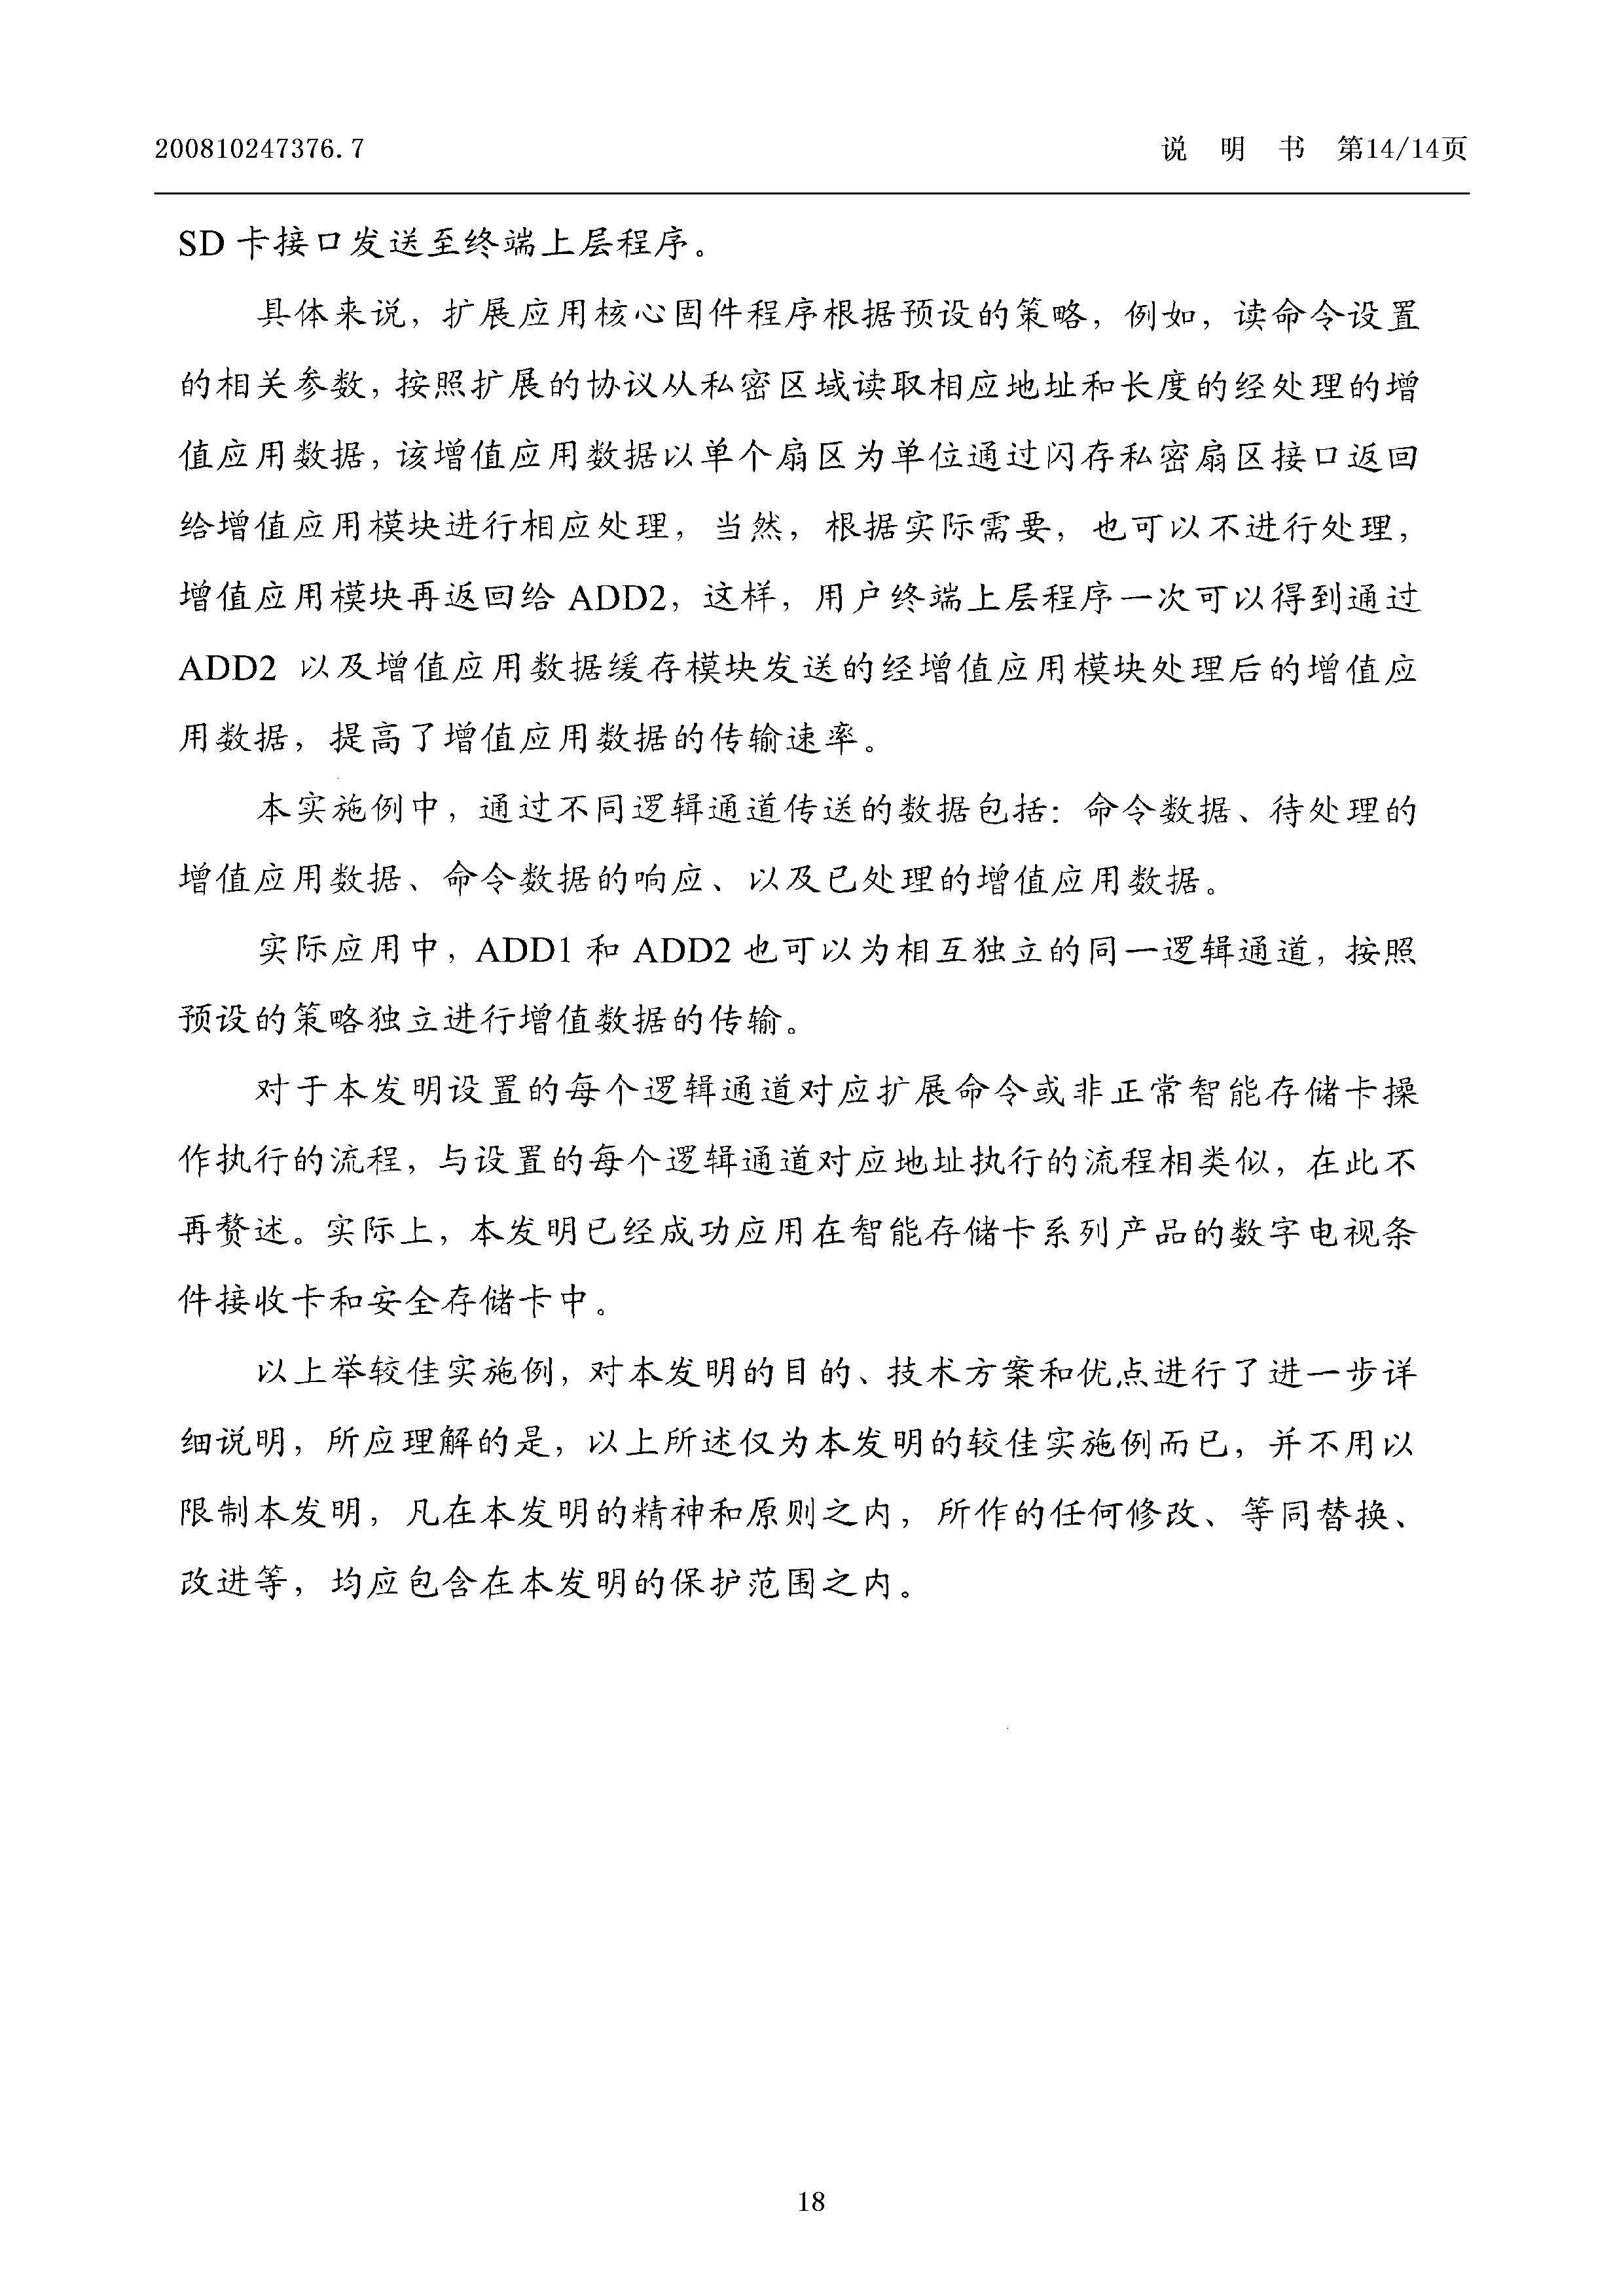 200810247376.7
说 明 书 第14/14页
SD 卡接口发送至终端上层程序。
具体来说，扩展应用核心固件程序根据预设的策略，例如，读命令设置
的相关参数，按照扩展的协议从私密区域读取相应地址和长度的经处理的增
值应用数据，该增值应用数据以单个扇区为单位通过闪存私密扇区接口返回
给增值应用模块进行相应处理，当然，根据实际需要，也可以不进行处理，
增值应用模块再返回给 ADD2，这样，用户终端上层程序一次可以得到通过
ADD2 以及增值应用数据缓存模块发送的经增值应用模块处理后的增值应
用数据，提高了增值应用数据的传输速率。
本实施例中，通过不同逻辑通道传送的数据包括：命令数据、待处理的
增值应用数据、命令数据的响应、以及已处理的增值应用数据。
实际应用中，ADD1 和 ADD2 也可以为相互独立的同一逻辑通道，按照
预设的策略独立进行增值数据的传输。
对于本发明设置的每个逻辑通道对应扩展命令或非正常智能存储卡操
作执行的流程，与设置的每个逻辑通道对应地址执行的流程相类似，在此不
再赘述。实际上，本发明已经成功应用在智能存储卡系列产品的数字电视条
件接收卡和安全存储卡中。
以上举较佳实施例，对本发明的目的、技术方案和优点进行了进一步详
细说明，所应理解的是，以上所述仅为本发明的较佳实施例而已，并不用以
限制本发明，凡在本发明的精神和原则之内，所作的任何修改、等同替换、
改进等，均应包含在本发明的保护范围之内。
18